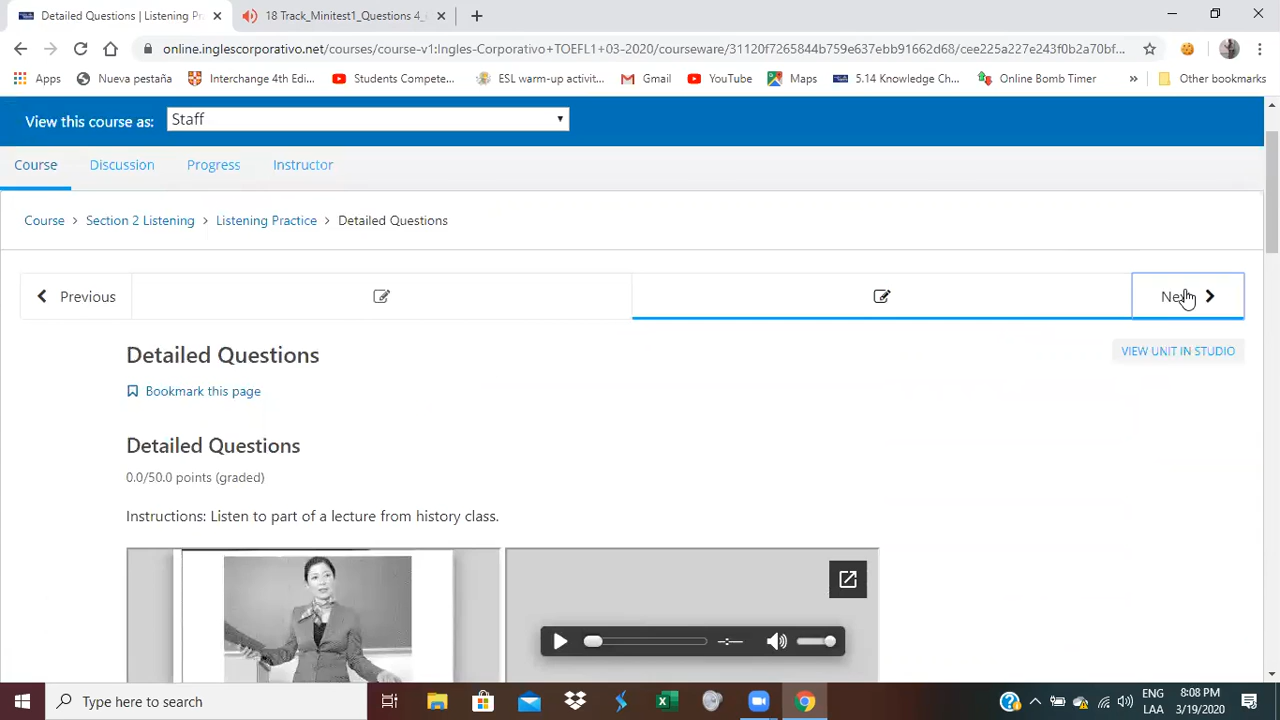 Detailed Questions | Listening Pr
18 Track_Minitest1_Questions 4_
online.inglescorporativo.net/courses/course-v1:Ingles-Corporativo+TOEFL1+03-2020/courseware/31120f7265844b759e637ebb91662d68/cee225a227e243f0b2a70bf...
Apps
Nueva pestaña
Interchange 4th Edi...
Students Compete...
ESL warm-up activit...
Gmail
YouTube
Maps
5.14 Knowledge Ch...
Online Bomb Timer
»
Other bookmarks
View this course as:
Staff
Course
Discussion
Progress
Instructor
Course > Section 2 Listening > Listening Practice > Detailed Questions
Previous
Detailed Questions
VIEW UNIT IN STUDIO
Bookmark this page
Detailed Questions
0.0/50.0 points (graded)
Instructions: Listen to part of a lecture from history class.
-:-
Type here to search
ENG
LAA
8:08 PM
3/19/2020